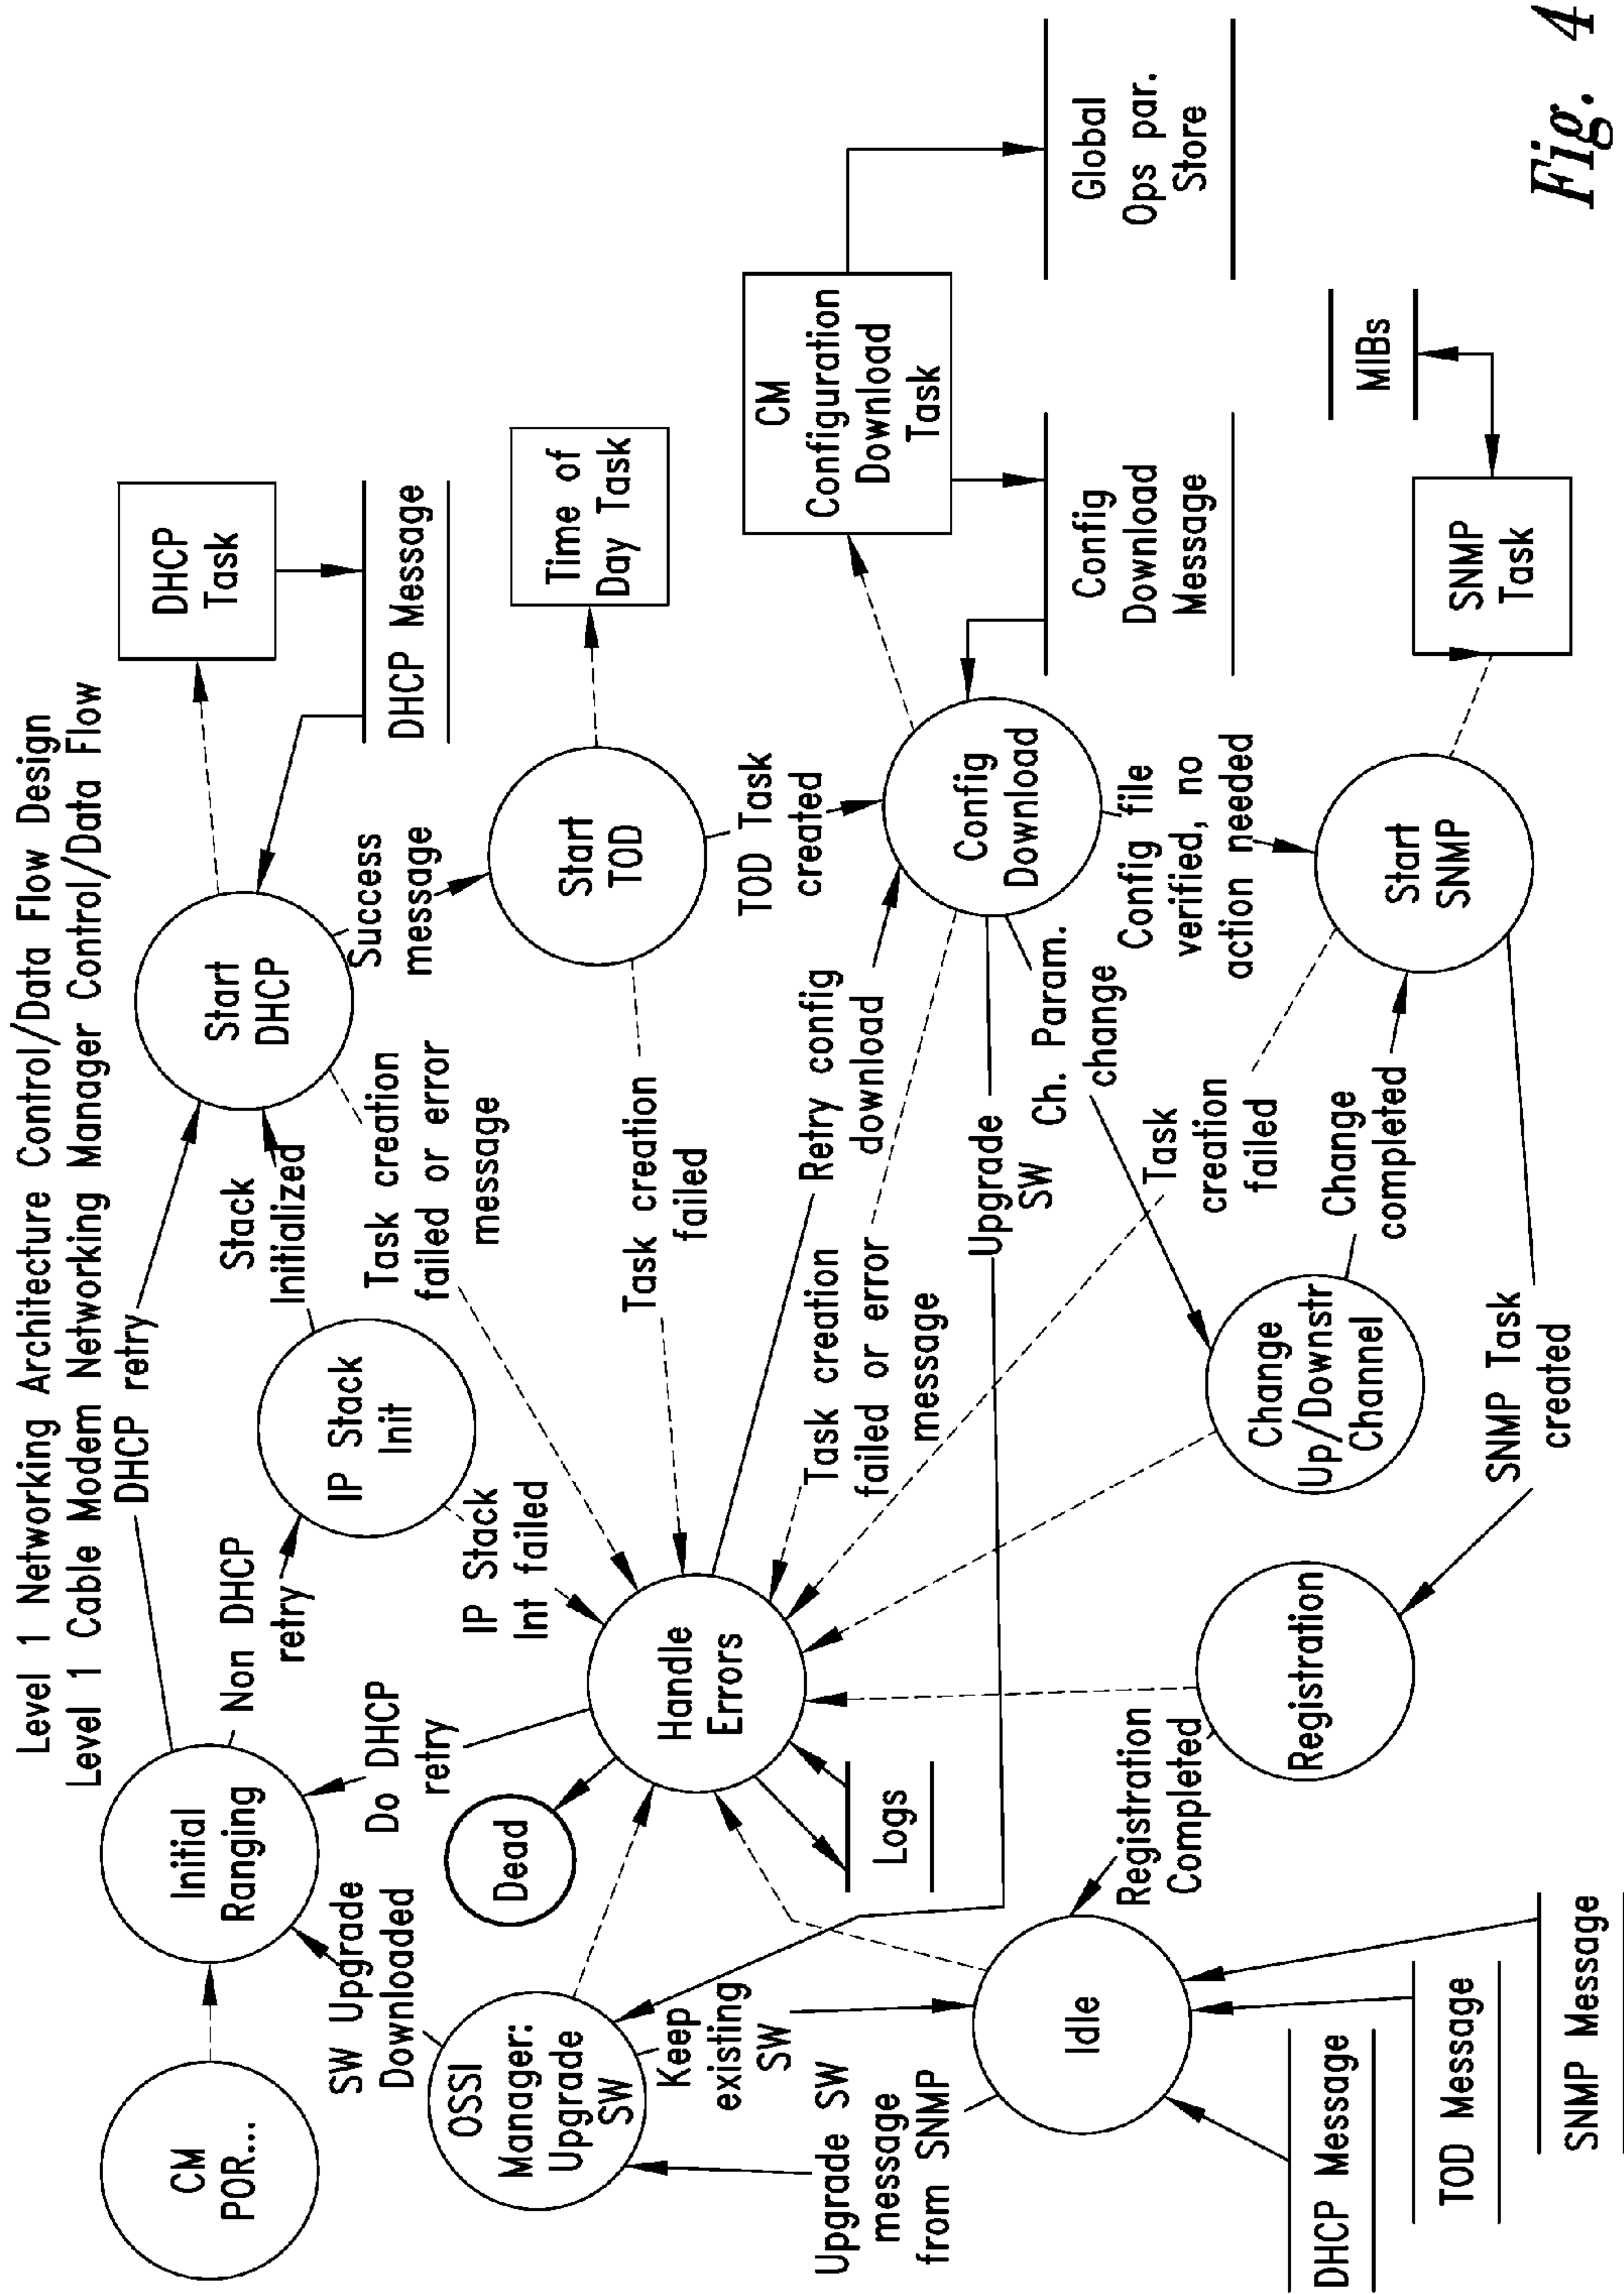 Level 1 Networking Architecture Control/Data Flow Design
Level 1 Cable Modem Networking Manager Control/Data Flow
CM
POR...
Initial
Ranging
DHCP retry
Non DHCP
retry
IP Stack
Init
Stack
Initialized
Start
DHCP
DHCP
Task
DHCP Message
SW Upgrade
Downloaded
Do DHCP
retry
IP Stack
Int failed
Task creation
failed or error
message
Success
message
Start
TOD
Time of
Day Task
OSSI
Manager:
Upgrade
SW
Dead
Handle
Errors
Task creation
failed
TOD Task
created
Keep
existing
SW
Logs
Retry config
download
Task creation
failed or error
message
Config
Download
CM
Configuration
Download
Task
Global
Ops par.
Store
Config
Download
Message
Upgrade SW
message
from SNMP
Upgrade
SW
Ch. Param.
change
Config file
verified, no
action needed
Idle
Registration
Completed
Registration
Change
Up/Downstr
Channel
Task
creation
failed
Change
completed
Start
SNMP
SNMP
Task
MIBs
SNMP Task
created
DHCP Message
TOD Message
SNMP Message
Fig. 4